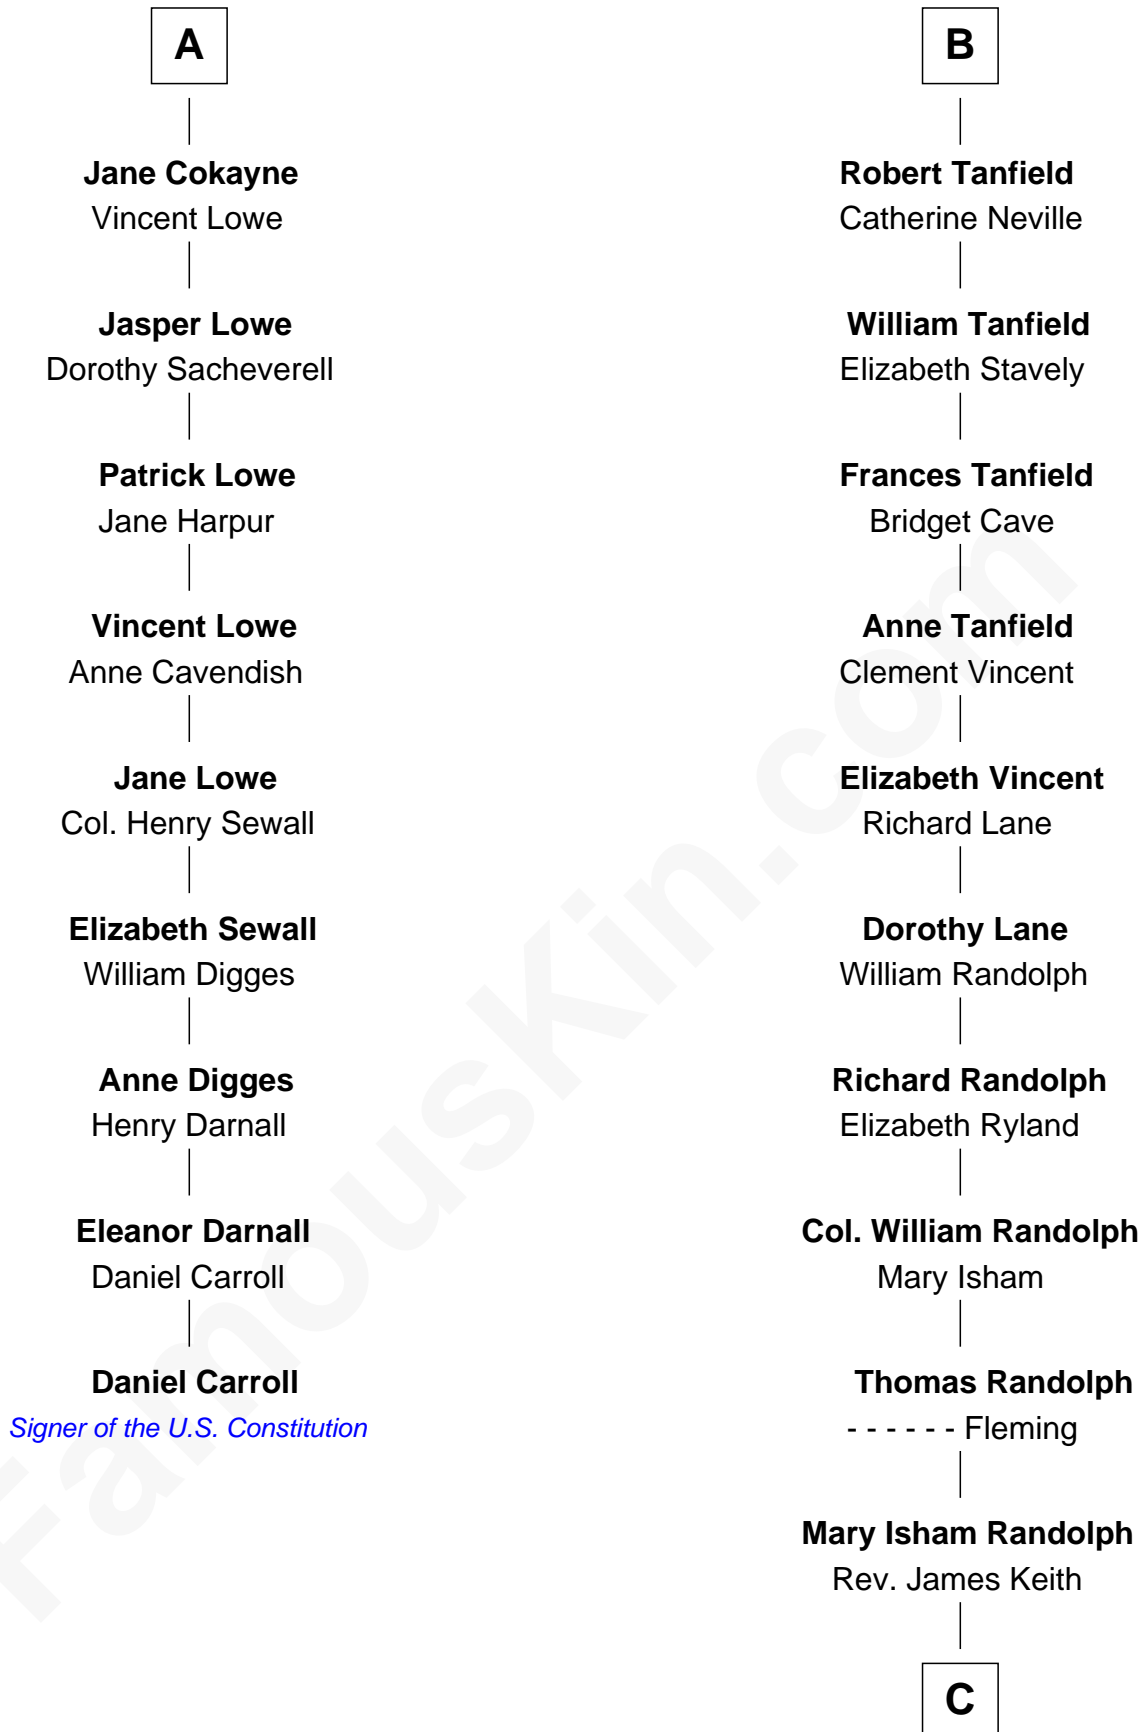 A
Jane Cokayne
Vincent Lowe
Jasper Lowe
Dorothy Sacheverell
Patrick Lowe
Jane Harpur
Vincent Lowe
Anne Cavendish
Jane Lowe
Col. Henry Sewall
Elizabeth Sewall
William Digges
Anne Digges
Henry Darnall
Eleanor Darnall
Daniel Carroll
Daniel Carroll
Signer of the U.S. Constitution
B
Robert Tanfield
Catherine Neville
William Tanfield
Elizabeth Stavely
Frances Tanfield
Bridget Cave
Anne Tanfield
Clement Vincent
Elizabeth Vincent
Richard Lane
Dorothy Lane
William Randolph
Richard Randolph
Elizabeth Ryland
Col. William Randolph
Mary Isham
Thomas Randolph
- - - - - - Fleming
Mary Isham Randolph
Rev. James Keith
C
FamousKin.com